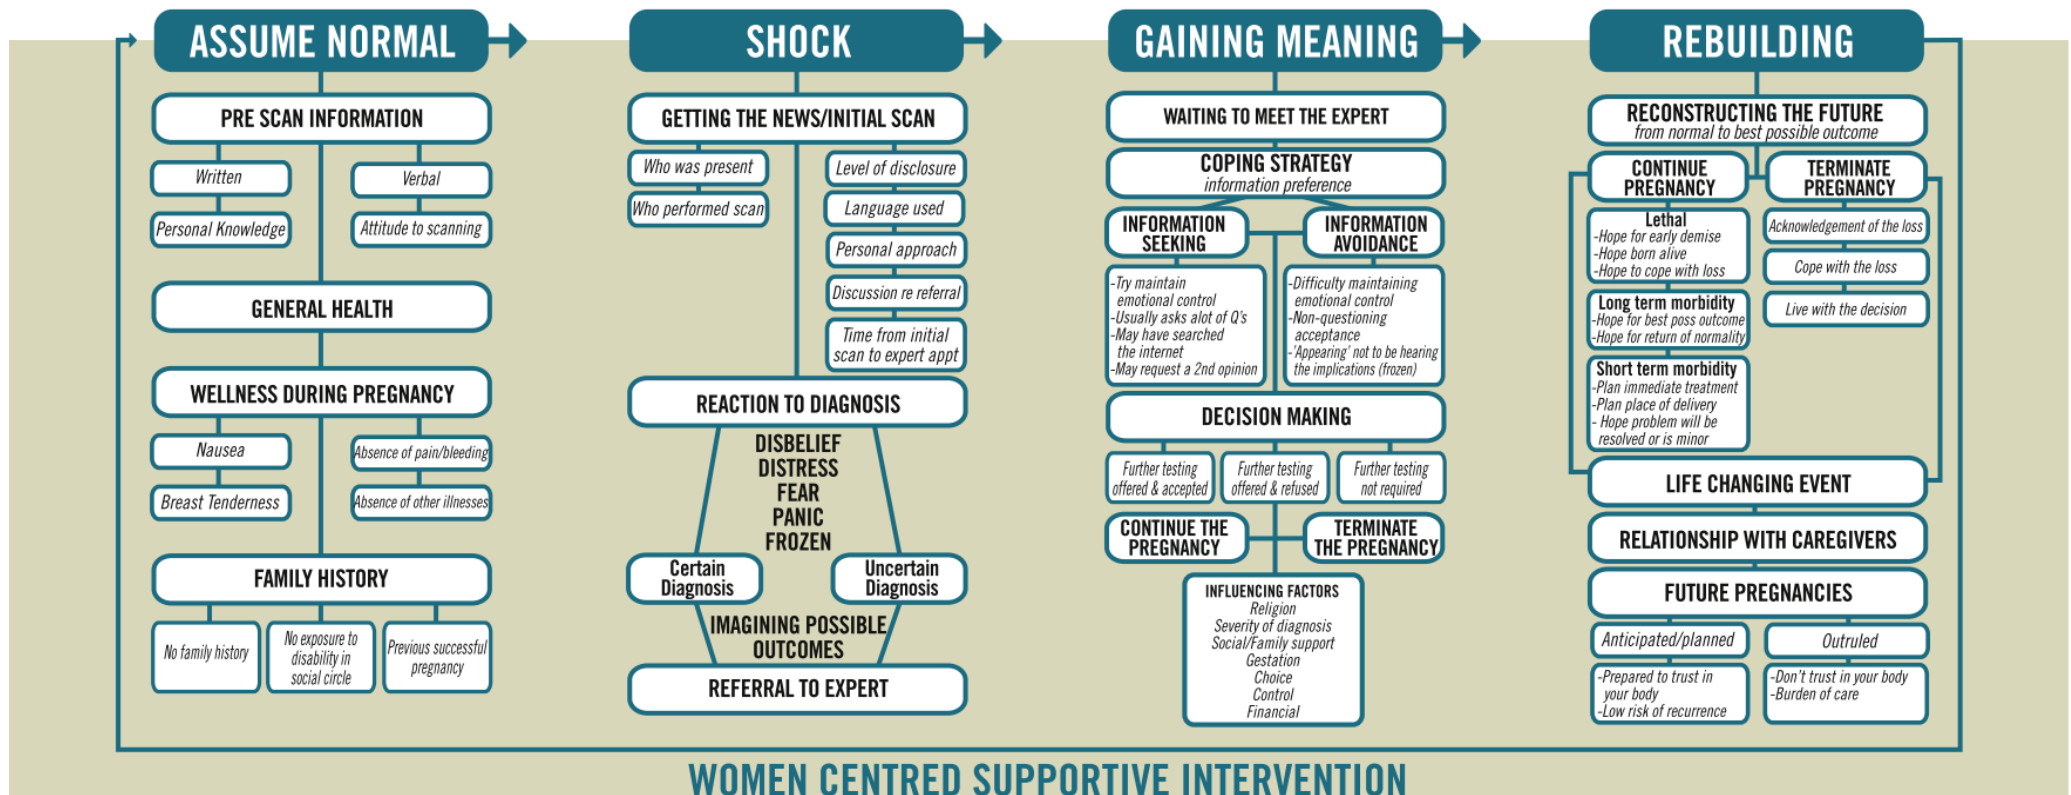 ASSUME NORMAL
PRE SCAN INFORMATION
Written
Personal Knowledge
Verbal
Attitude to scanning
GENERAL HEALTH
WELLNESS DURING PREGNANCY
Nausea
Breast Tenderness
Absence of pain/bleeding
Absence of other illnesses
FAMILY HISTORY
No family history
No exposure to
disability in
social circle
Previous successful
pregnancy
SHOCK
GETTING THE NEWS/INITIAL SCAN
Who was present
Who performed scan
Level of disclosure
Language used
Personal approach
Discussion re referral
Time from initial
scan to expert appt
REACTION TO DIAGNOSIS
DISBELIEF
DISTRESS
FEAR
PANIC
FROZEN
Certain
Diagnosis
Uncertain
Diagnosis
IMAGINING POSSIBLE
OUTCOMES
REFERRAL TO EXPERT
GAINING MEANING
WAITING TO MEET THE EXPERT
COPING STRATEGY
information preference
INFORMATION
SEEKING
-Try maintain
emotional control
-Usually asks alot of Q's
-May have searched
the internet
-May request a 2nd opinion
INFORMATION
AVOIDANCE
-Difficulty maintaining
emotional control
-Non-questioning
acceptance
-'Appearing' not to be hearing
the implications (frozen)
DECISION MAKING
Further testing
offered & accepted
Further testing
offered & refused
Further testing
not required
CONTINUE THE
PREGNANCY
TERMINATE
THE PREGNANCY
INFLUENCING FACTORS
Religion
Severity of diagnosis
Social/Family support
Gestation
Choice
Control
Financial
REBUILDING
RECONSTRUCTING THE FUTURE
from normal to best possible outcome
CONTINUE
PREGNANCY
Lethal
-Hope for early demise
-Hope born alive
-Hope to cope with loss
Long term morbidity
-Hope for best poss outcome
-Hope for return of normality
Short term morbidity
-Plan immediate treatment
-Plan place of delivery
- Hope problem will be
resolved or is minor
TERMINATE
PREGNANCY
Acknowledgement of the loss
Cope with the loss
Live with the decision
LIFE CHANGING EVENT
RELATIONSHIP WITH CAREGIVERS
FUTURE PREGNANCIES
Anticipated/planned
-Prepared to trust in
your body
-Low risk of recurrence
Outruled
-Don't trust in your body
-Burden of care
WOMEN CENTRED SUPPORTIVE INTERVENTION